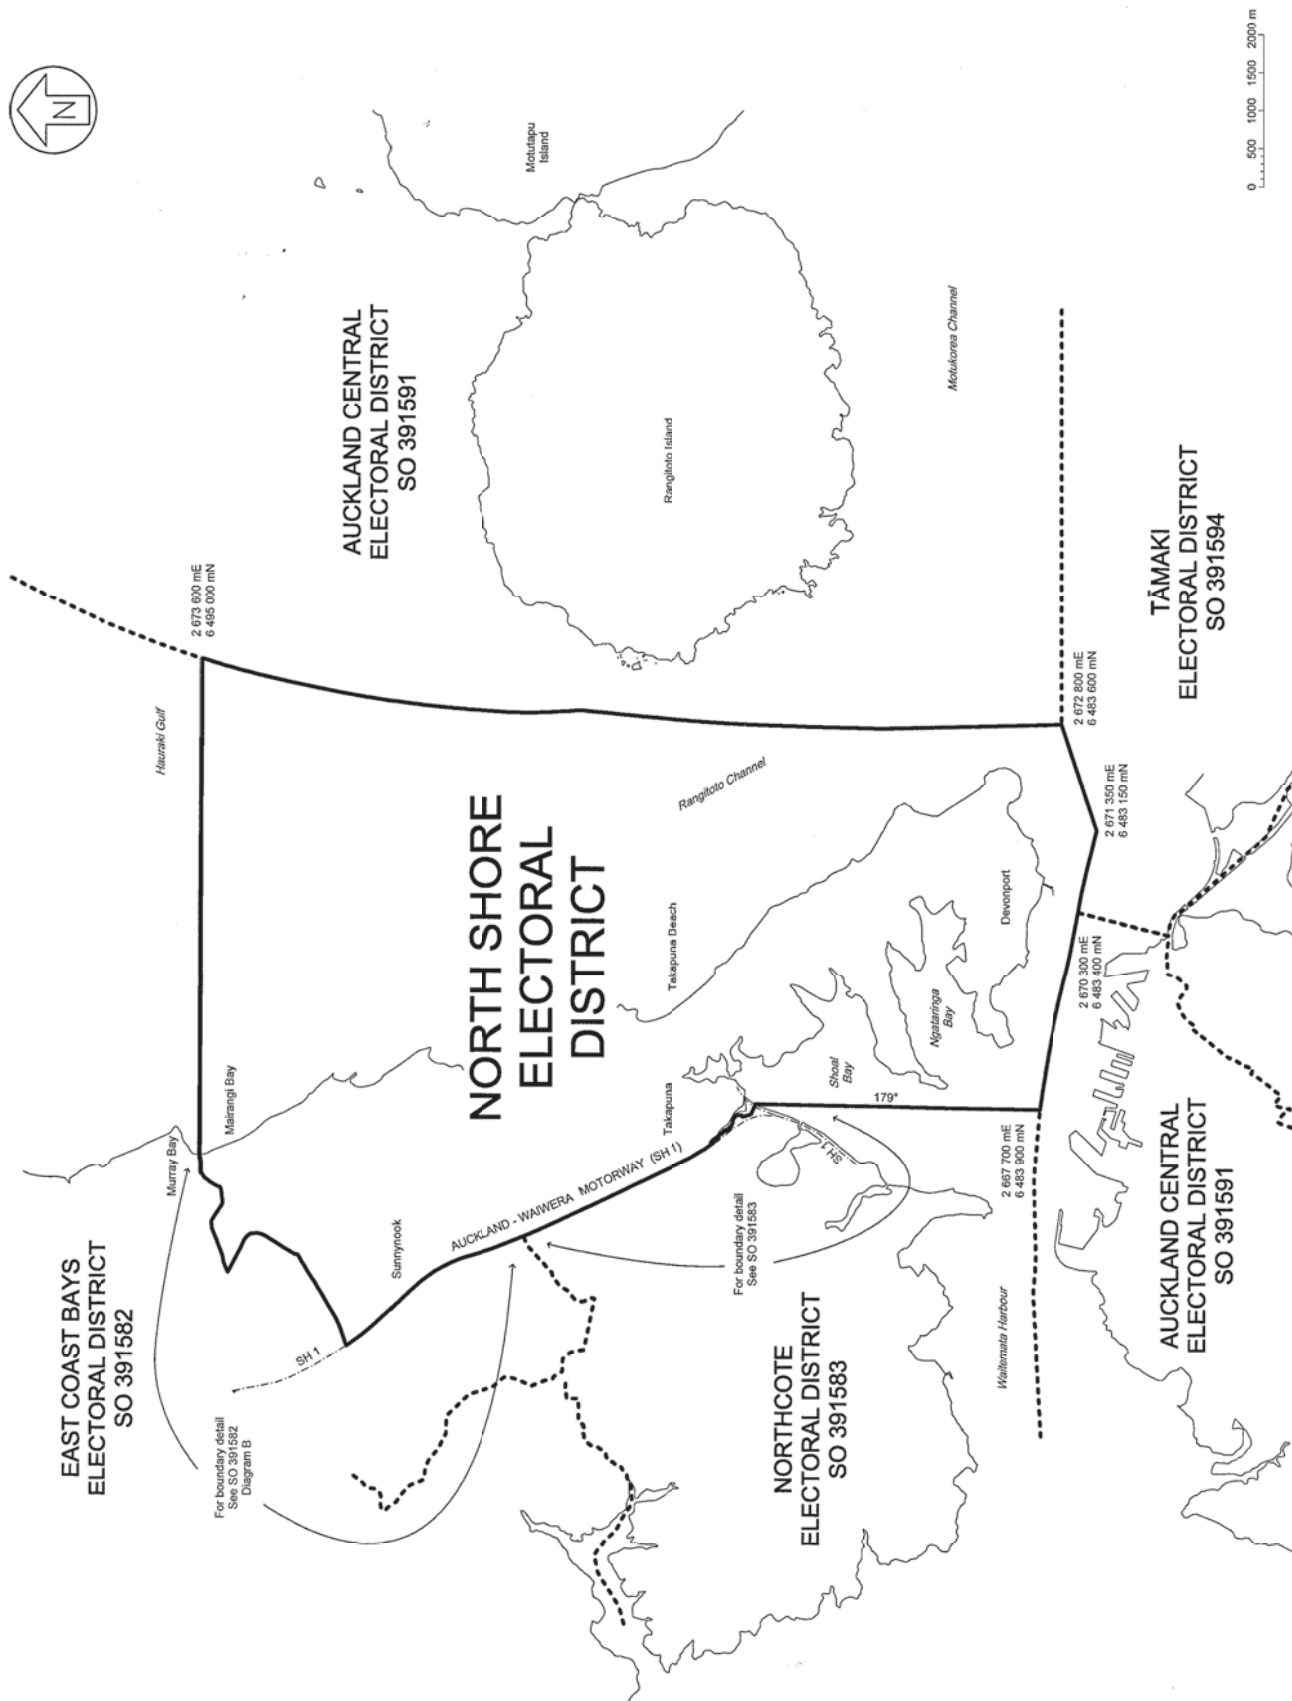 N
EAST COAST BAYS
ELECTORAL DISTRICT
SO 391582
AUCKLAND CENTRAL
ELECTORAL DISTRICT
SO 391591
Motutapu
Island
2 673 600 mE
6 495 000 mN
Hauraki Gulf
Murray Bay
Mairangi Bay
For boundary detail
See SO 391582
Diagram B
SH 1
Sunnynook
AUCKLAND - WAIWERA MOTORWAY (SH 1)
NORTH SHORE
ELECTORAL
DISTRICT
Rangitoto Island
Takapuna
Takapuna Beach
Rangitoto Channel
For boundary detail
See SO 391583
SH 1
Shoal
Bay
179°
Ngataringa
Bay
Motukorea Channel
NORTHCOTE
ELECTORAL DISTRICT
SO 391583
Waitemata Harbour
Devonport
2 667 700 mE
6 483 900 mN
2 670 300 mE
6 483 400 mN
2 672 800 mE
6 483 600 mN
2 671 350 mE
6 483 150 mN
AUCKLAND CENTRAL
ELECTORAL DISTRICT
SO 391591
TĀMAKI
ELECTORAL DISTRICT
SO 391594
0 500 1000 1500 2000 m